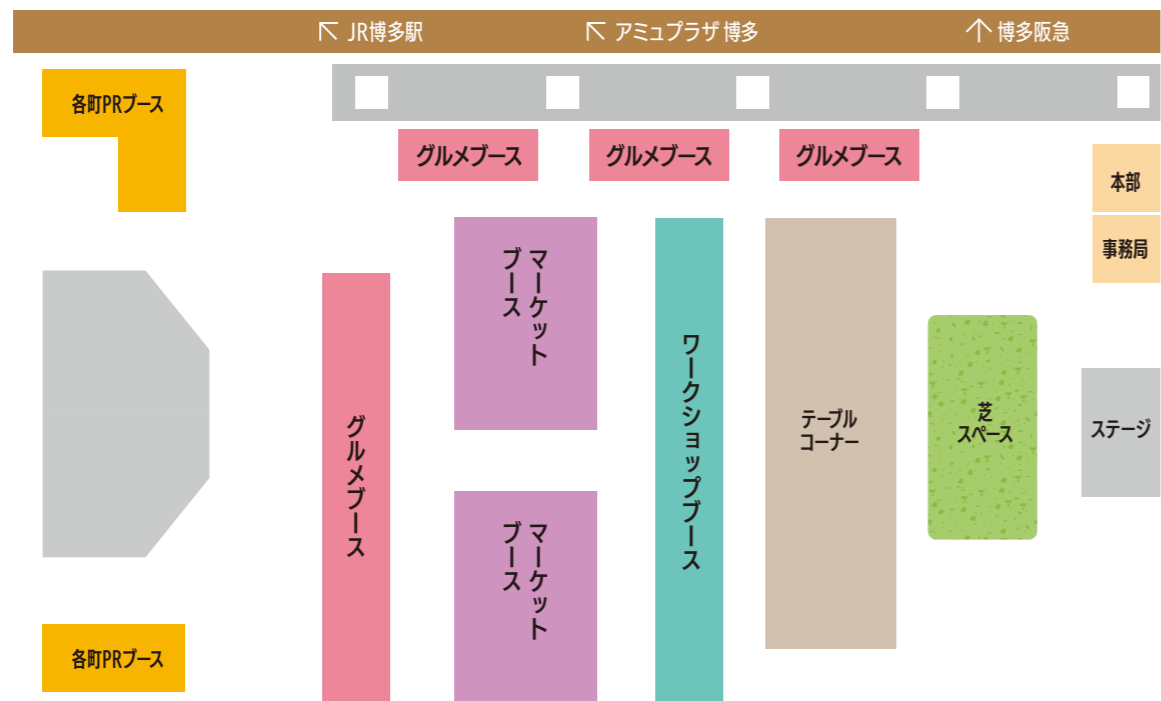 JR博多駅
アミュプラザ博多
博多阪急
各町PRブース
グルメブース
グルメブース
グルメブース
本部
事務局
マーケット
ブース
ワークショップブース
グルメブース
テーブル
コーナー
芝
スペース
ステージ
マーケット
ブース
各町PRブース